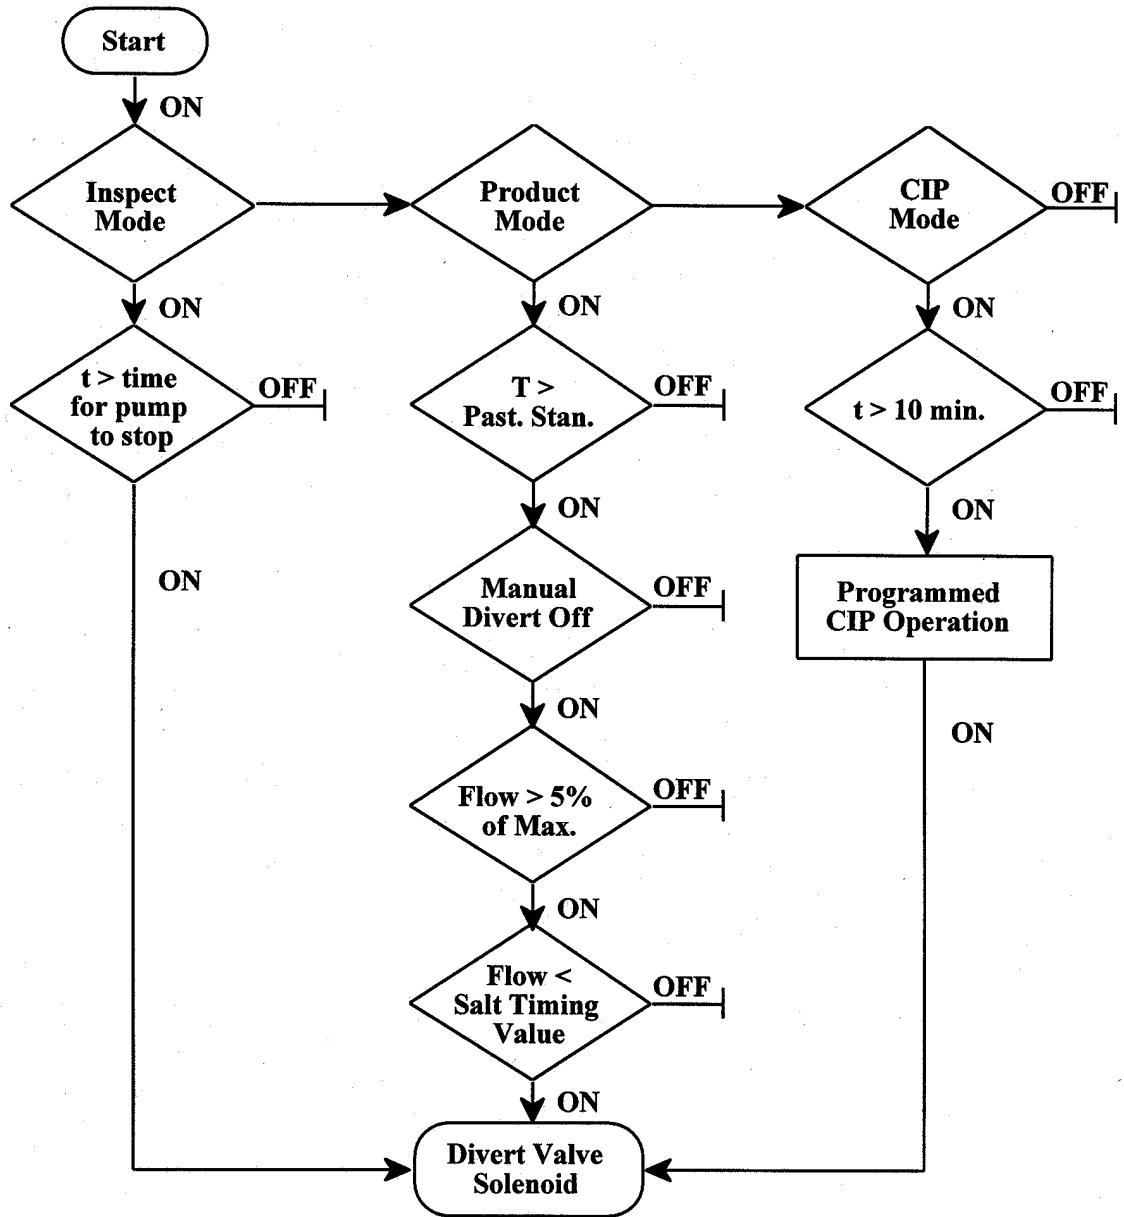 Start
ON
Inspect
Mode
Product
Mode
CIP
Mode
OFF
ON
ON
ON
t > time
for pump
to stop
OFF
T >
Past. Stan.
OFF
t > 10 min.
OFF
ON
ON
ON
Manual
Divert Off
OFF
Programmed
CIP Operation
ON
ON
Flow > 5%
of Max.
OFF
ON
Flow <
Salt Timing
Value
OFF
ON
Divert Valve
Solenoid